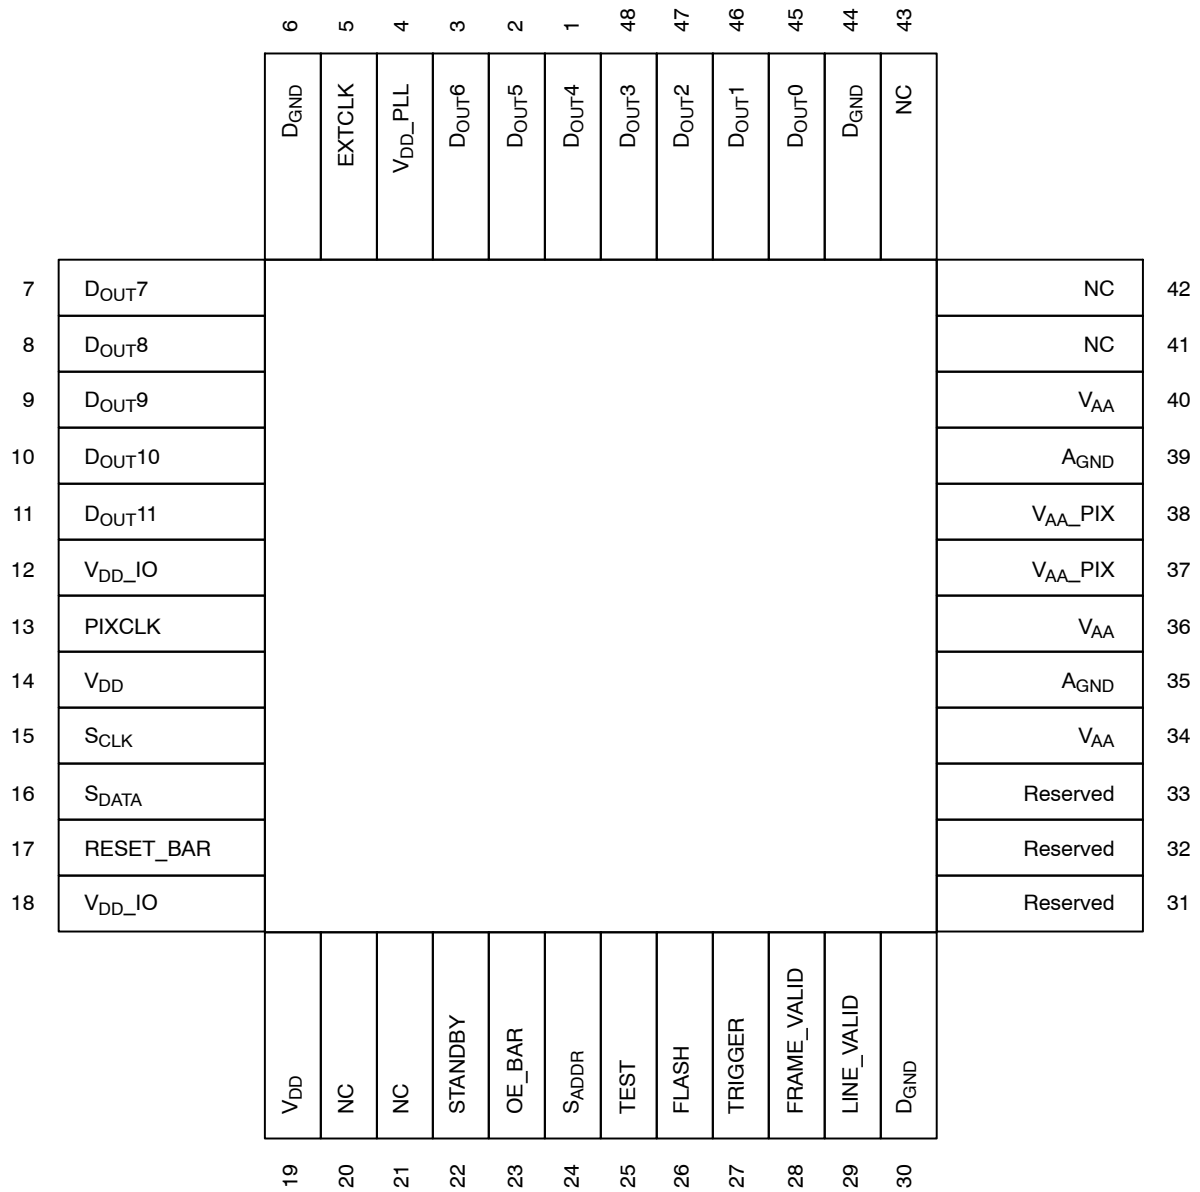 6 5 4 3 2 1 48 47 46 45 44 43
DGND EXTCLK VDD_PLL DOUT6 DOUT5 DOUT4 DOUT3 DOUT2 DOUT1 DOUT0 DGND NC
7 DOUT7 NC 42
8 DOUT8 NC 41
9 DOUT9 VAA 40
10 DOUT10 AGND 39
11 DOUT11 VAA_PIX 38
12 VDD_IO VAA_PIX 37
13 PIXCLK VAA 36
14 VDD AGND 35
15 SCLK VAA 34
16 SDATA Reserved 33
17 RESET_BAR Reserved 32
18 VDD_IO Reserved 31
VDD NC NC STANDBY OE_BAR SADDR TEST FLASH TRIGGER FRAME_VALID LINE_VALID DGND
19 20 21 22 23 24 25 26 27 28 29 30